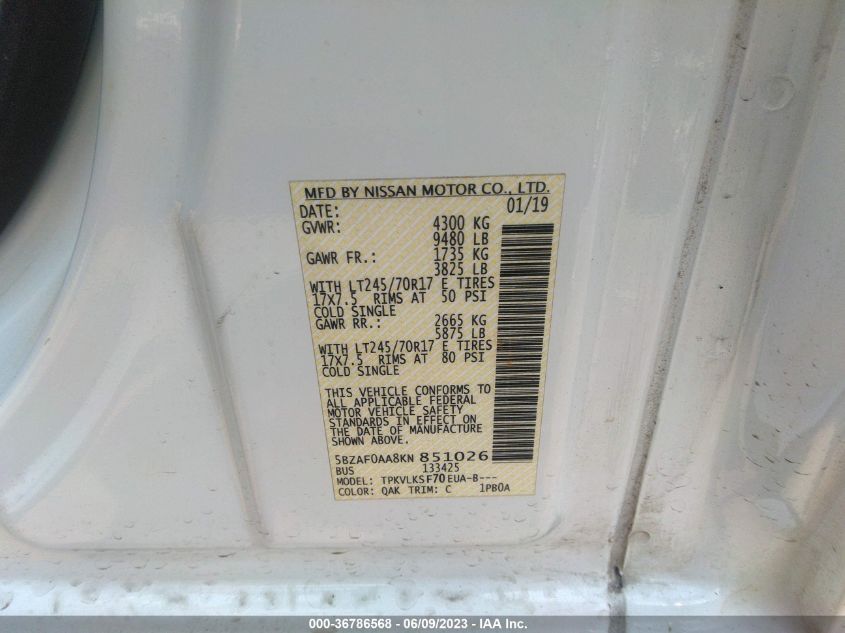 MFD BY NISSAN MOTOR CO., LTD.
DATE: 01/19
GVWR: 4300 KG
9480 LB
GAWR FR.: 1735 KG
3825 LB
WITH LT245/70R17 E TIRES
17X7.5 RIMS AT 50 PSI
COLD SINGLE
GAWR RR.: 2665 KG
5875 LB
WITH LT245/70R17 E TIRES
17X7.5 RIMS AT 80 PSI
COLD SINGLE
THIS VEHICLE CONFORMS TO
ALL APPLICABLE FEDERAL
MOTOR VEHICLE SAFETY
STANDARDS IN EFFECT ON
THE DATE OF MANUFACTURE
SHOWN ABOVE.
5BZAF0AA8KN 851026
BUS 133425
MODEL: TPKVLKSF70EUA-B---
COLOR: QAK TRIM: C 1PB0A
000-36786568 - 06/09/2023 - IAA Inc.